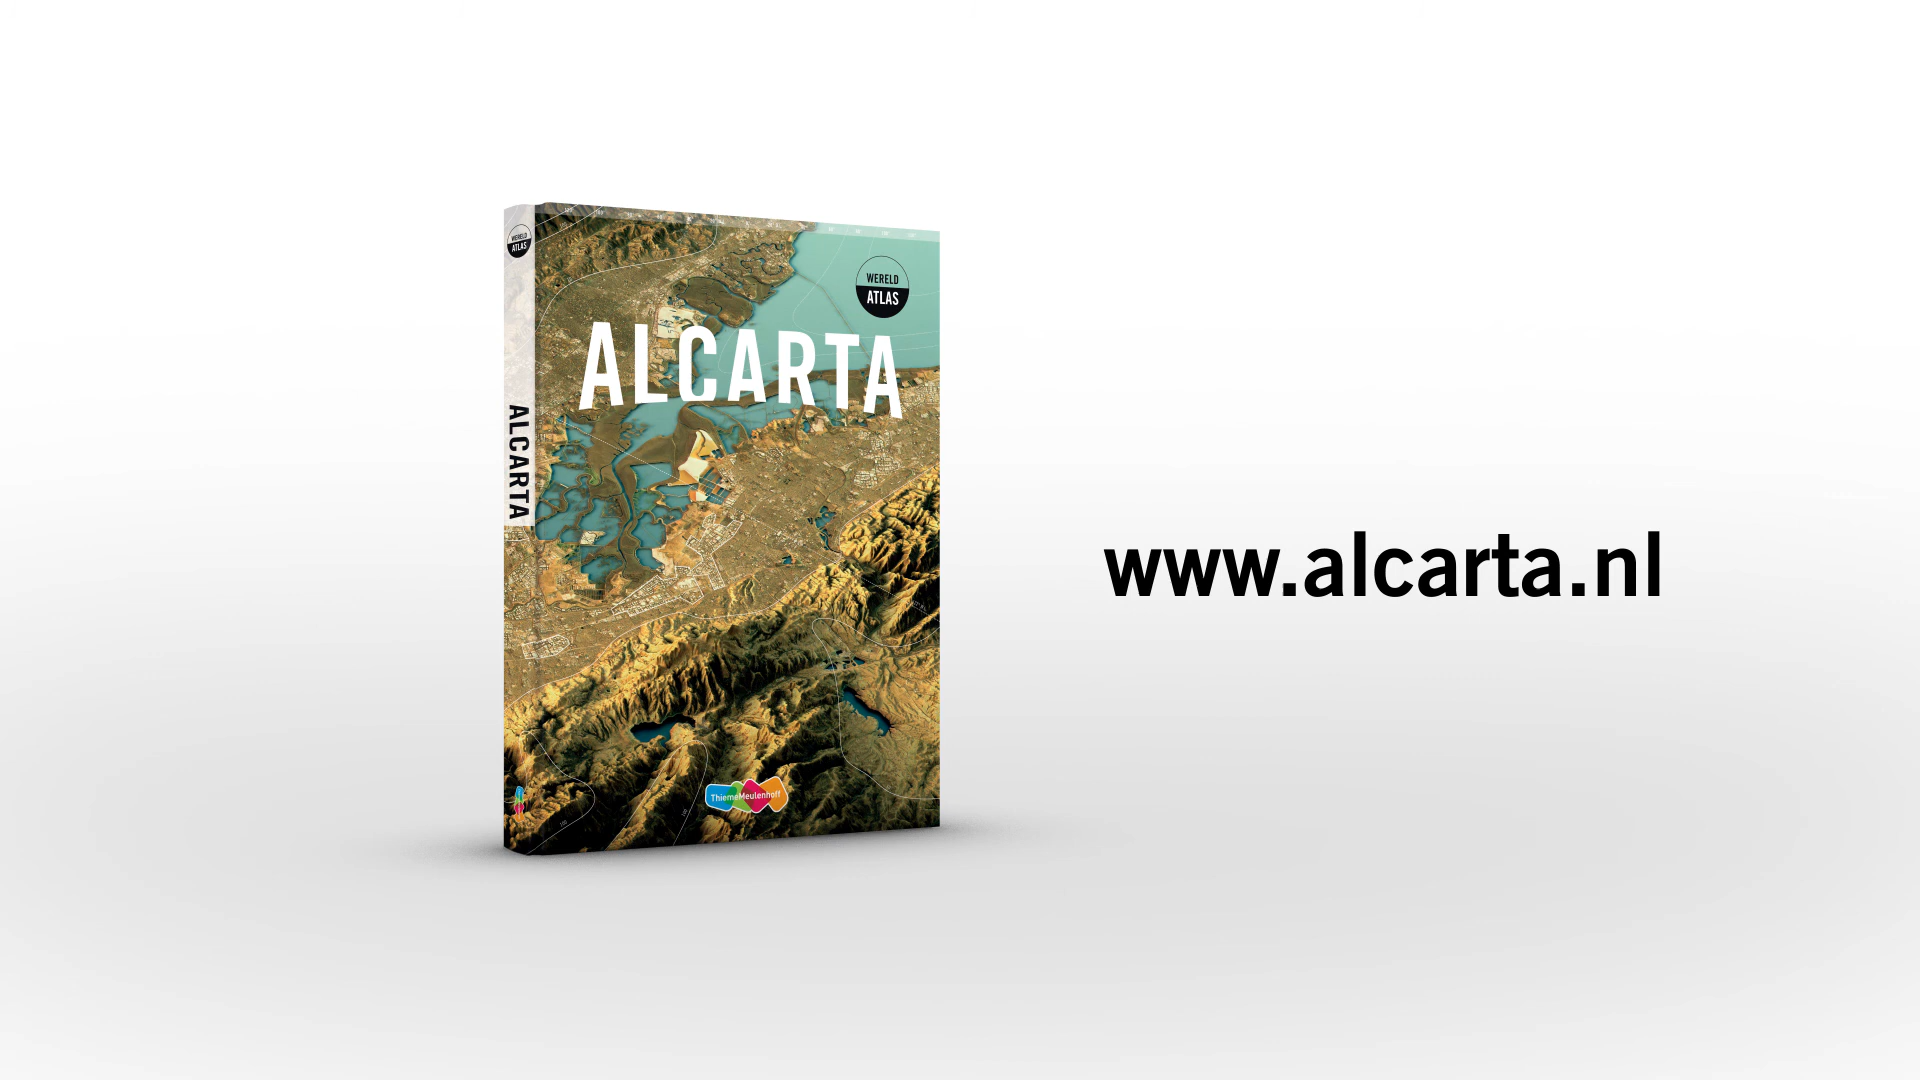 WERELD
ATLAS
ALCARTA
WERELD
ATLAS
ALCARTA
ThiemeMeulenhoff
www.alcarta.nl